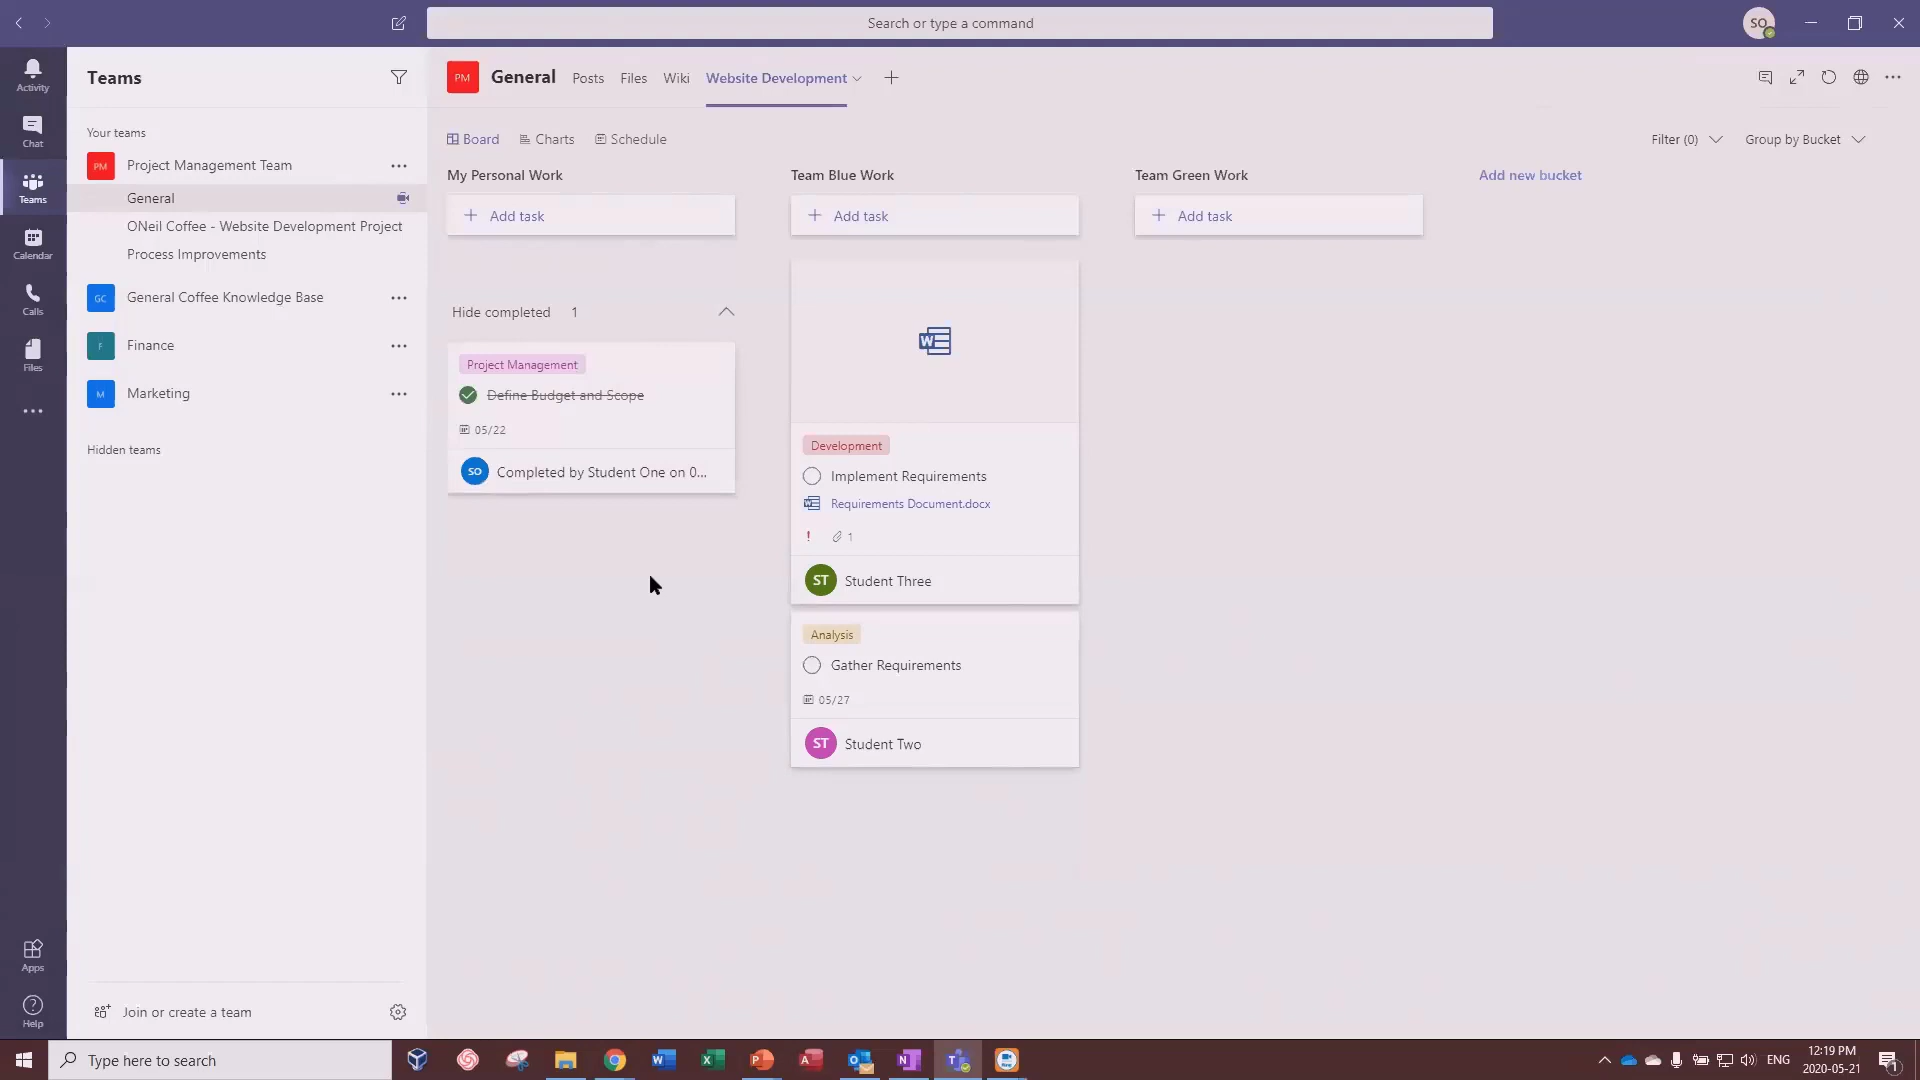 Search or type a command
SO
Activity
Chat
Teams
Calendar
Calls
Files
Apps
Help
Teams
Your teams
PM Project Management Team
General
ONeil Coffee - Website Development Project
Process Improvements
GC General Coffee Knowledge Base
F Finance
M Marketing
Hidden teams
Join or create a team
PM General Posts Files Wiki Website Development
Board Charts Schedule
Filter (0) Group by Bucket
My Personal Work
Add task
Hide completed 1
Project Management
Define Budget and Scope
05/22
SO Completed by Student One on 0...
Team Blue Work
Add task
Development
Implement Requirements
Requirements Document.docx
! 1
ST Student Three
Analysis
Gather Requirements
05/27
ST Student Two
Team Green Work
Add task
Add new bucket
Type here to search
ENG
12:19 PM
2020-05-21
1